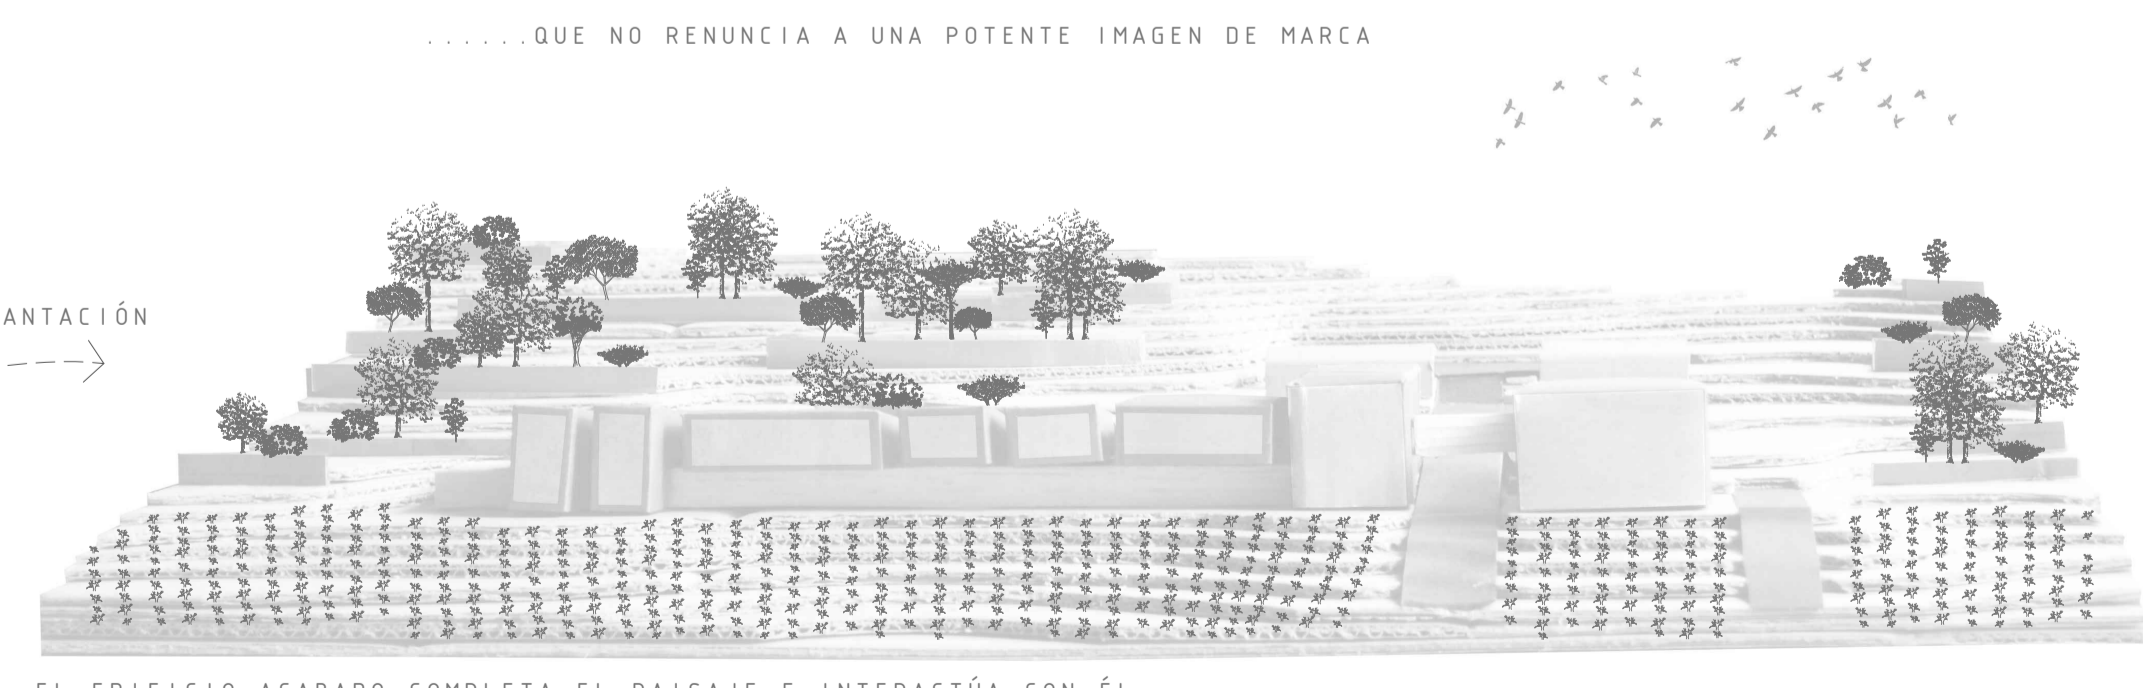 ......QUE NO RENUNCIA A UNA POTENTE IMAGEN DE MARCA
ANTACIÓN
EL EDIFICIO ACABADO COMPLETA EL PAISAJE E INTERACTÚA CON ÉL